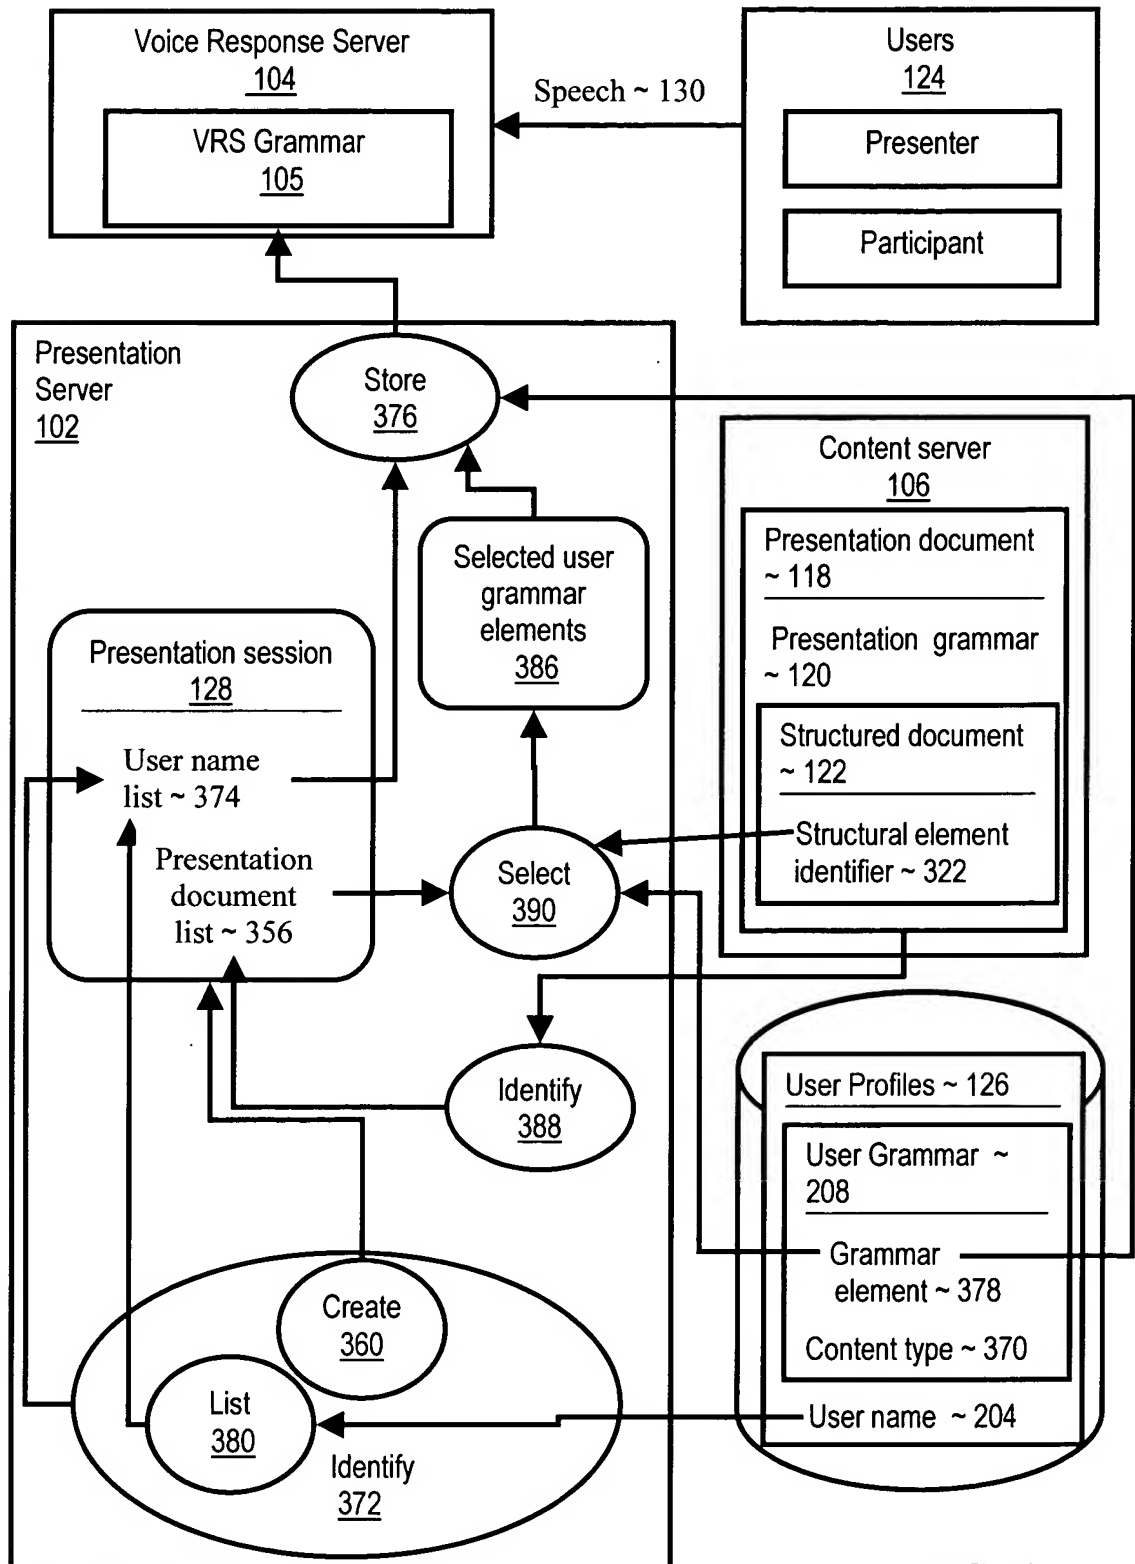 Voice Response Server
104
VRS Grammar
105
Speech ~ 130
Users
124
Presenter
Participant
Presentation
Server
102
Store
376
Content server
106
Presentation document
~ 118
Presentation grammar
~ 120
Structured document
~ 122
Structural element
identifier ~ 322
Selected user
grammar
elements
386
Presentation session
128
User name
list ~ 374
Presentation
document
list ~ 356
Select
390
Identify
388
User Profiles ~ 126
User Grammar ~
208
Grammar
element ~ 378
Content type ~ 370
User name ~ 204
Create
360
List
380
Identify
372